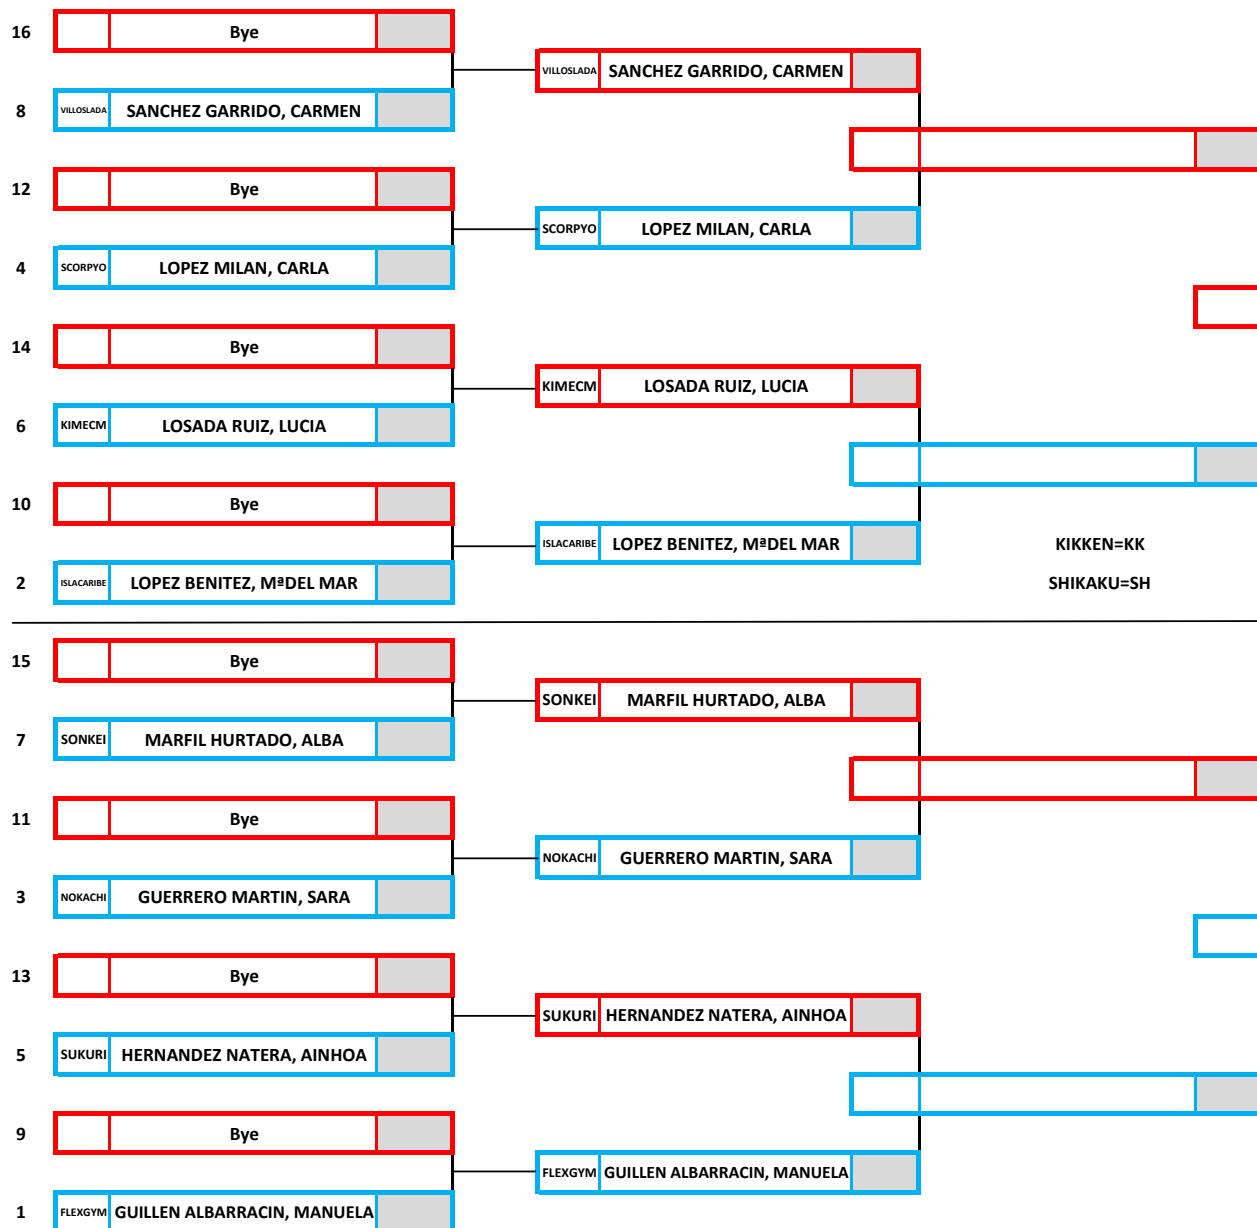 16 Bye
VILLOSLADA SANCHEZ GARRIDO, CARMEN
8 VILLOSLADA SANCHEZ GARRIDO, CARMEN
12 Bye
SCORPYO LOPEZ MILAN, CARLA
4 SCORPYO LOPEZ MILAN, CARLA
14 Bye
KIMECM LOSADA RUIZ, LUCIA
6 KIMECM LOSADA RUIZ, LUCIA
10 Bye
ISLACARIBE LOPEZ BENITEZ, MªDEL MAR
KIKKEN=KK
2 ISLACARIBE LOPEZ BENITEZ, MªDEL MAR
SHIKAKU=SH
15 Bye
SONKEI MARFIL HURTADO, ALBA
7 SONKEI MARFIL HURTADO, ALBA
11 Bye
NOKACHI GUERRERO MARTIN, SARA
3 NOKACHI GUERRERO MARTIN, SARA
13 Bye
SUKURI HERNANDEZ NATERA, AINHOA
5 SUKURI HERNANDEZ NATERA, AINHOA
9 Bye
FLEXGYM GUILLEN ALBARRACIN, MANUELA
1 FLEXGYM GUILLEN ALBARRACIN, MANUELA